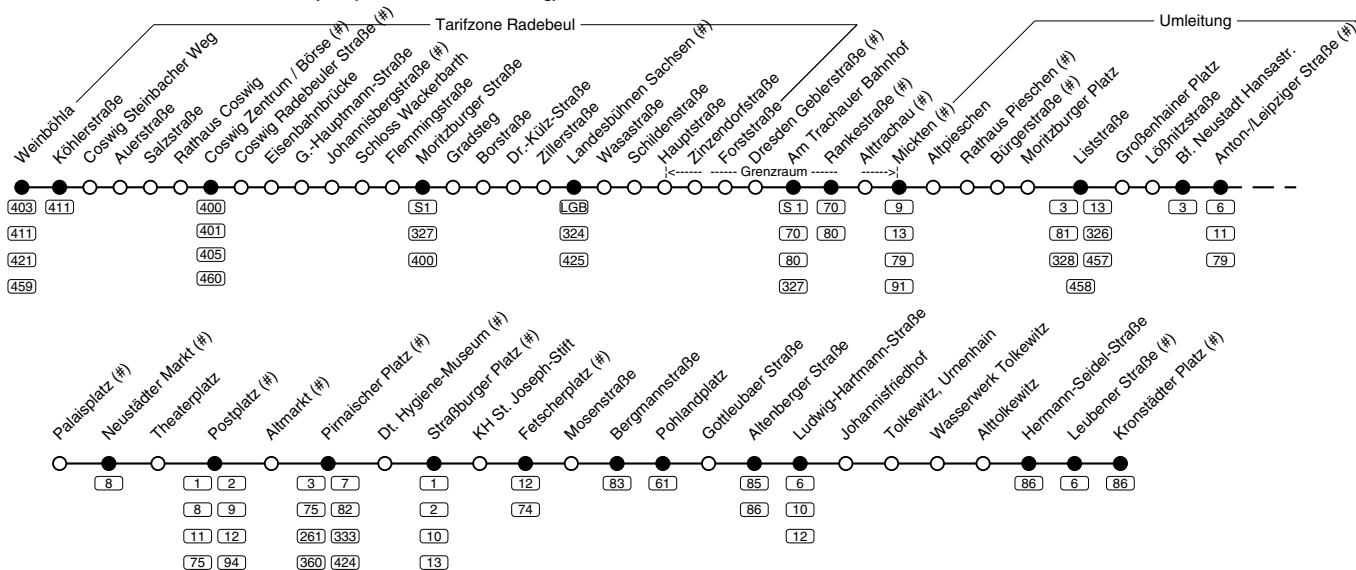 Tarifzone Radebeul
Umleitung
Weinböhla
Köhlerstraße
Coswig Steinbacher Weg
Auerstraße
Salzstraße
Rathaus Coswig
Coswig Zentrum / Börse (#)
Coswig Radebeuler Straße (#)
Eisenbahnbrücke
G.-Hauptmann-Straße
Johannisbergstraße (#)
Schloss Wackerbarth
Flemmingstraße
Moritzburger Straße
Gradsteg
Borstraße
Dr.-Külz-Straße
Zillerstraße
Landesbühnen Sachsen (#)
Wasastraße
Schildenstraße
Hauptstraße
Zinzendorfstraße
Forststraße
Dresden Geblerstraße (#)
Am Trachauer Bahnhof
Rankestraße (#)
Alttrachau (#)
Mickten (#)
Altpieschen
Rathaus Pieschen (#)
Bürgerstraße (#)
Moritzburger Platz
Liststraße
Großenhainer Platz
Lößnitzstraße
Bf. Neustadt Hansastr.
Anton-/Leipziger Straße (#)
¦<----- ------ Grenzraum ------ ----->¦
403 411 400 S1 LGB S 1 70 9 3 13 3 6
411 401 327 324 70 80 13 81 326 11
421 405 400 425 80 79 328 457 79
459 460 327 91 458
Palaisplatz (#)
Neustädter Markt (#)
Theaterplatz
Postplatz (#)
Altmarkt (#)
Pirnaischer Platz (#)
Dt. Hygiene-Museum (#)
Straßburger Platz (#)
KH St. Joseph-Stift
Fetscherplatz (#)
Mosenstraße
Bergmannstraße
Pohlandplatz
Gottleubaer Straße
Altenberger Straße
Ludwig-Hartmann-Straße
Johannisfriedhof
Tolkewitz, Urnenhain
Wasserwerk Tolkewitz
Alttolkewitz
Hermann-Seidel-Straße
Leubener Straße (#)
Kronstädter Platz (#)
8 1 2 3 7 1 12 83 61 85 6 86 6 86
8 9 75 82 2 74 86 10
11 12 261 333 10 12
75 94 360 424 13